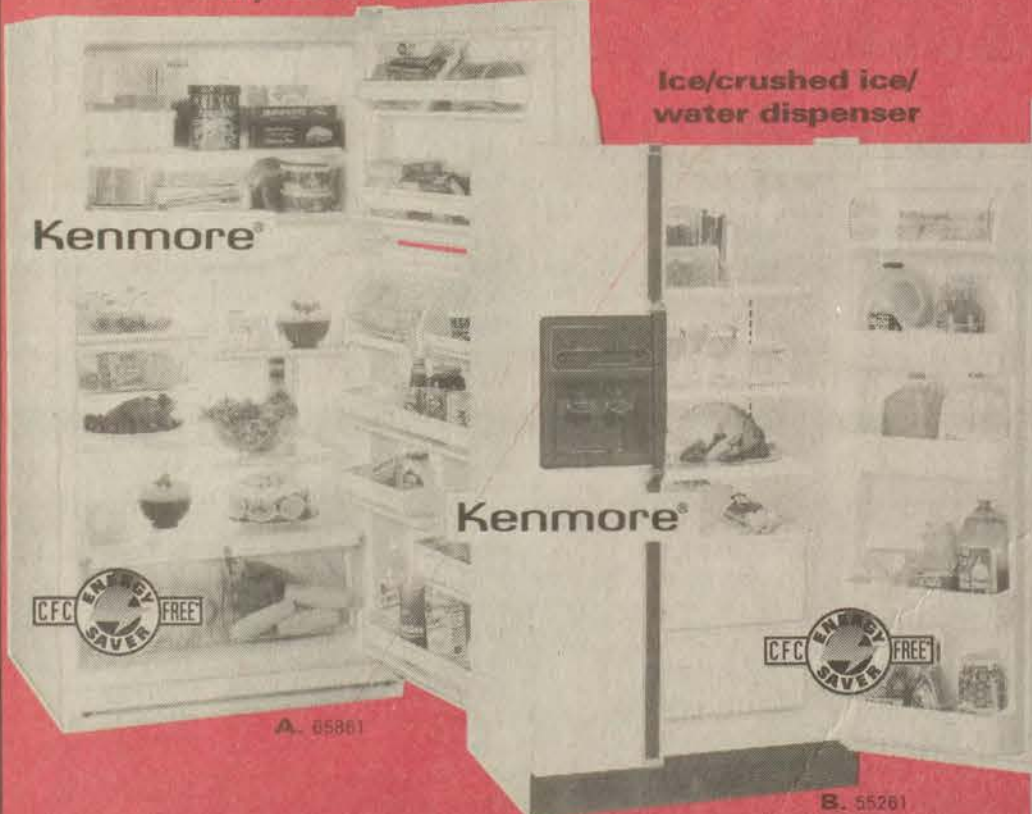 Ice/crushed ice/
water dispenser
Kenmore®
Kenmore®
CFC ENERGY SAVER FREE*
CFC ENERGY SAVER FREE*
A. 65861
B. 55261